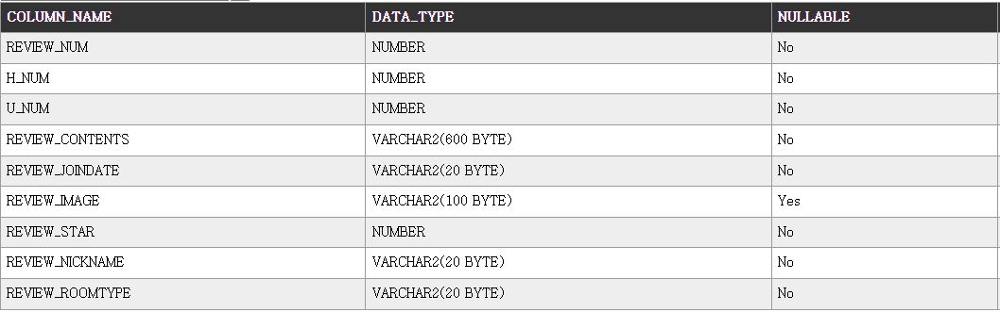 COLUMN_NAME DATA_TYPE NULLABLE
REVIEW_NUM NUMBER No
H_NUM NUMBER No
U_NUM NUMBER No
REVIEW_CONTENTS VARCHAR2(600 BYTE) No
REVIEW_JOINDATE VARCHAR2(20 BYTE) No
REVIEW_IMAGE VARCHAR2(100 BYTE) Yes
REVIEW_STAR NUMBER No
REVIEW_NICKNAME VARCHAR2(20 BYTE) No
REVIEW_ROOMTYPE VARCHAR2(20 BYTE) No